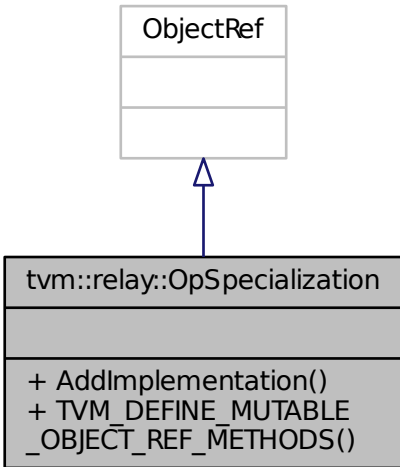 ObjectRef
tvm::relay::OpSpecialization
+ AddImplementation()
+ TVM_DEFINE_MUTABLE
_OBJECT_REF_METHODS()